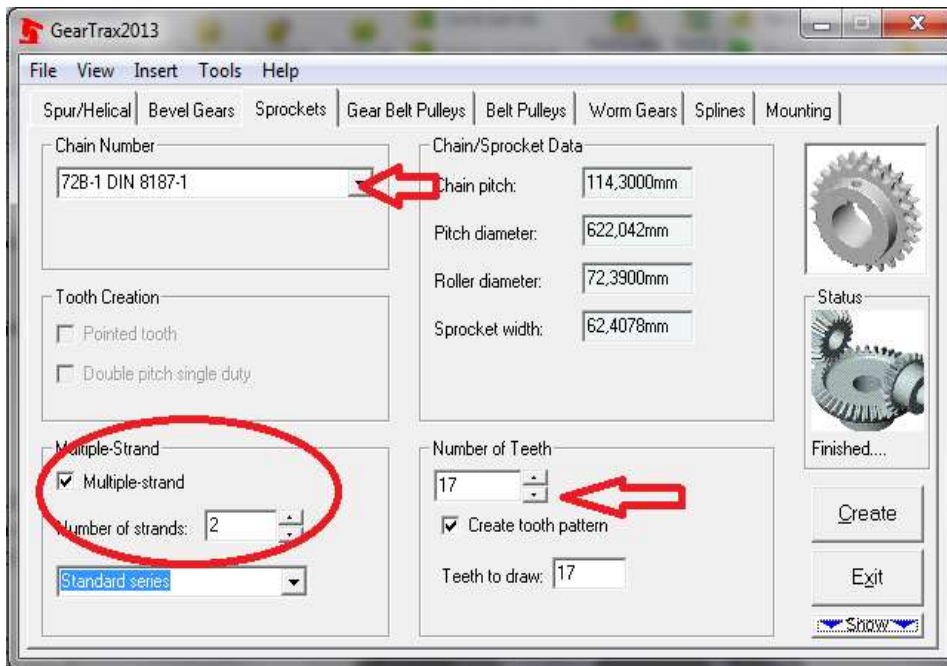 GearTrax2013
File View Insert Tools Help
Spur/Helical Bevel Gears Sprockets Gear Belt Pulleys Belt Pulleys Worm Gears Splines Mounting
Chain Number
72B-1 DIN 8187-1
Chain/Sprocket Data
Chain pitch: 114,3000mm
Pitch diameter: 622,042mm
Roller diameter: 72,3900mm
Sprocket width: 62,4078mm
Tooth Creation
Pointed tooth
Double pitch single duty
Status
Finished....
Multiple-Strand
Multiple-strand
Number of strands: 2
Standard series
Number of Teeth
17
Create tooth pattern
Teeth to draw: 17
Create
Exit
Show